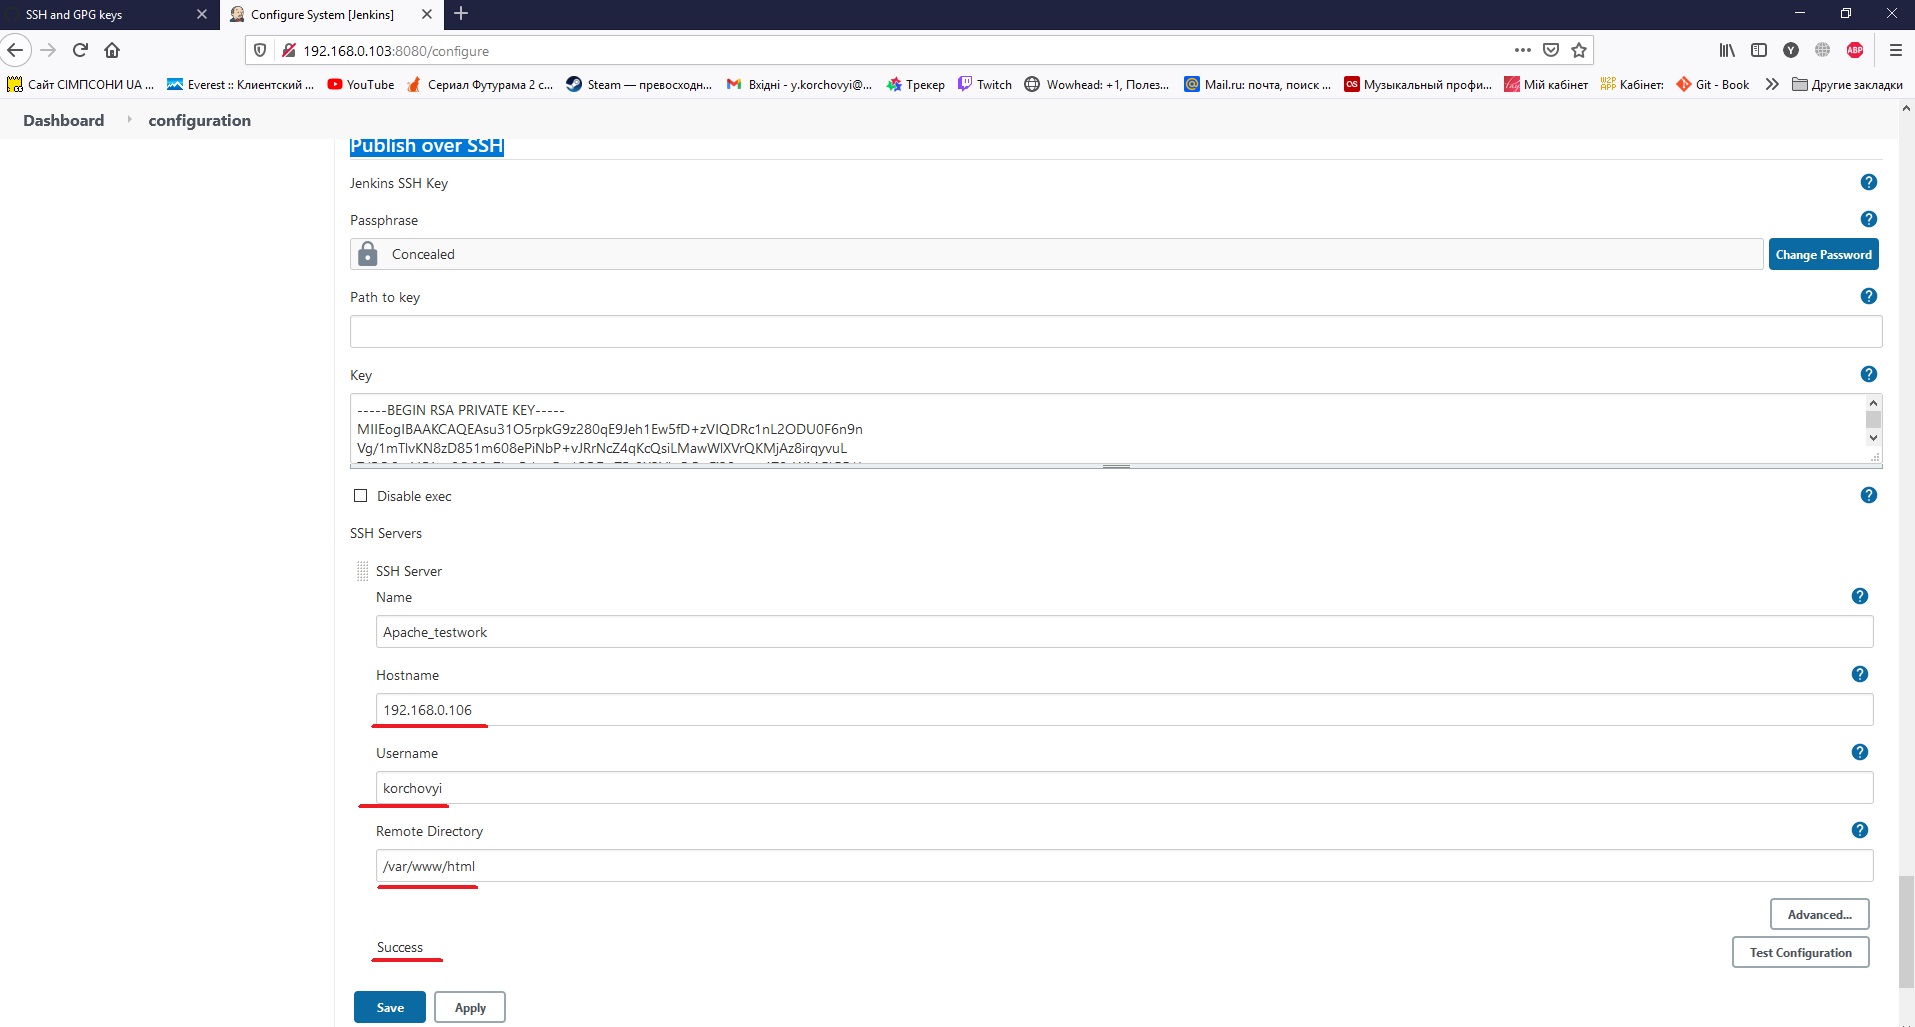 SSH and GPG keys
Configure System [Jenkins]
192.168.0.103:8080/configure
Сайт СІМПСОНИ UA ...
Everest :: Клиентский ...
YouTube
Сериал Футурама 2 с...
Steam — превосходн...
Вхідні - y.korchovyi@...
Трекер
Twitch
Wowhead: +1, Полез...
Mail.ru: почта, поиск ...
Музыкальный профи...
Мій кабінет
Кабінет:
Git - Book
Другие закладки
Dashboard
configuration
Publish over SSH
Jenkins SSH Key
Passphrase
Concealed
Change Password
Path to key
Key
-----BEGIN RSA PRIVATE KEY-----
MIIEogIBAAKCAQEAsu31O5rpkG9z280qE9Jeh1Ew5fD+zVIQDRc1nL2ODU0F6n9n
Vg/1mTlvKN8zD851m608ePiNbP+vJRrNcZ4qKcQsiLMawWIXVrQKMjAz8irqyvuL
Disable exec
SSH Servers
SSH Server
Name
Apache_testwork
Hostname
192.168.0.106
Username
korchovyi
Remote Directory
/var/www/html
Advanced...
Success
Test Configuration
Save
Apply